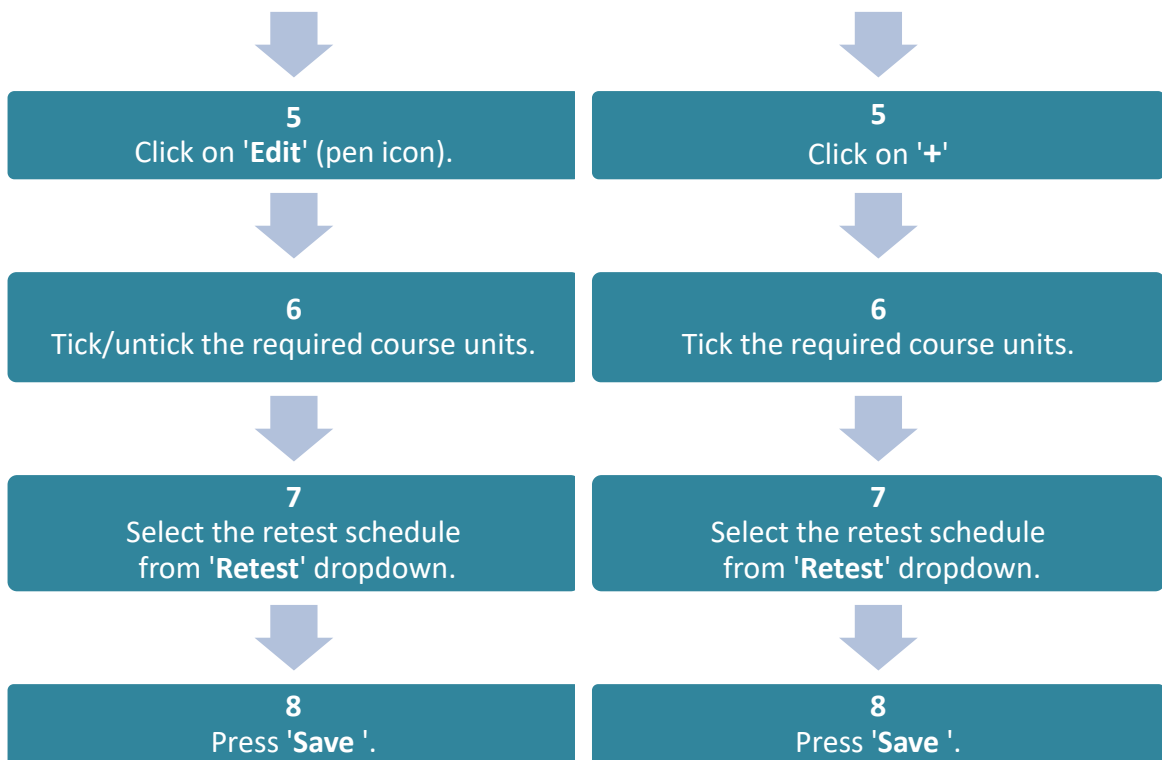 5
Click on 'Edit' (pen icon).
6
Tick/untick the required course units.
7
Select the retest schedule
from 'Retest' dropdown.
8
Press 'Save '.
5
Click on '+'
6
Tick the required course units.
7
Select the retest schedule
from 'Retest' dropdown.
8
Press 'Save '.